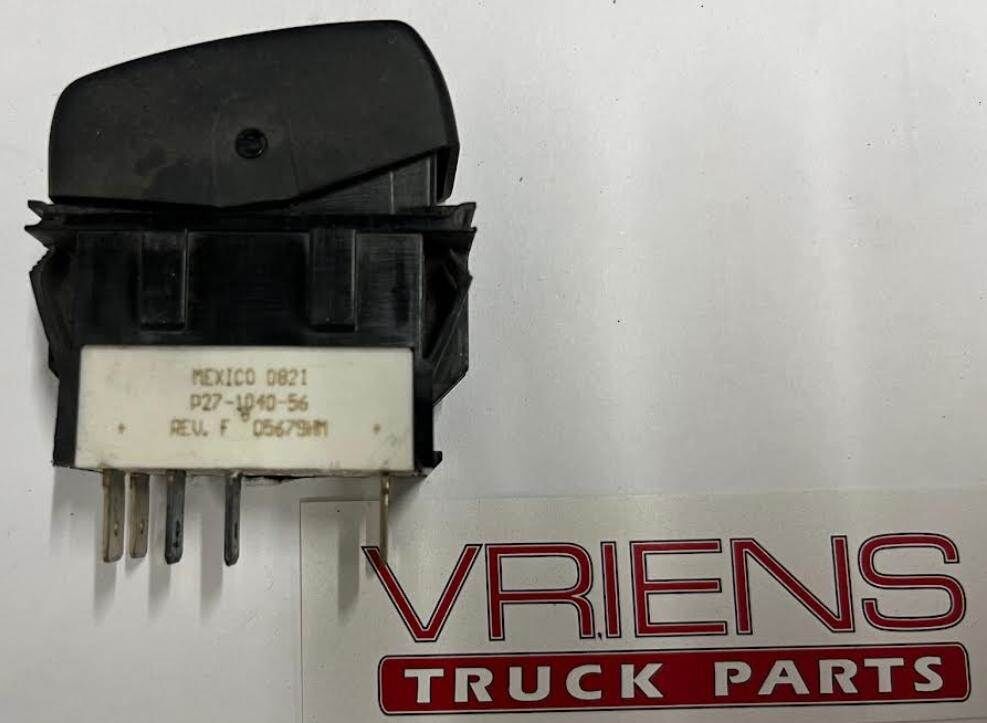 MEXICO 0821
P27-1040-56
REV. F 05679HM
VRIENS
TRUCK PARTS